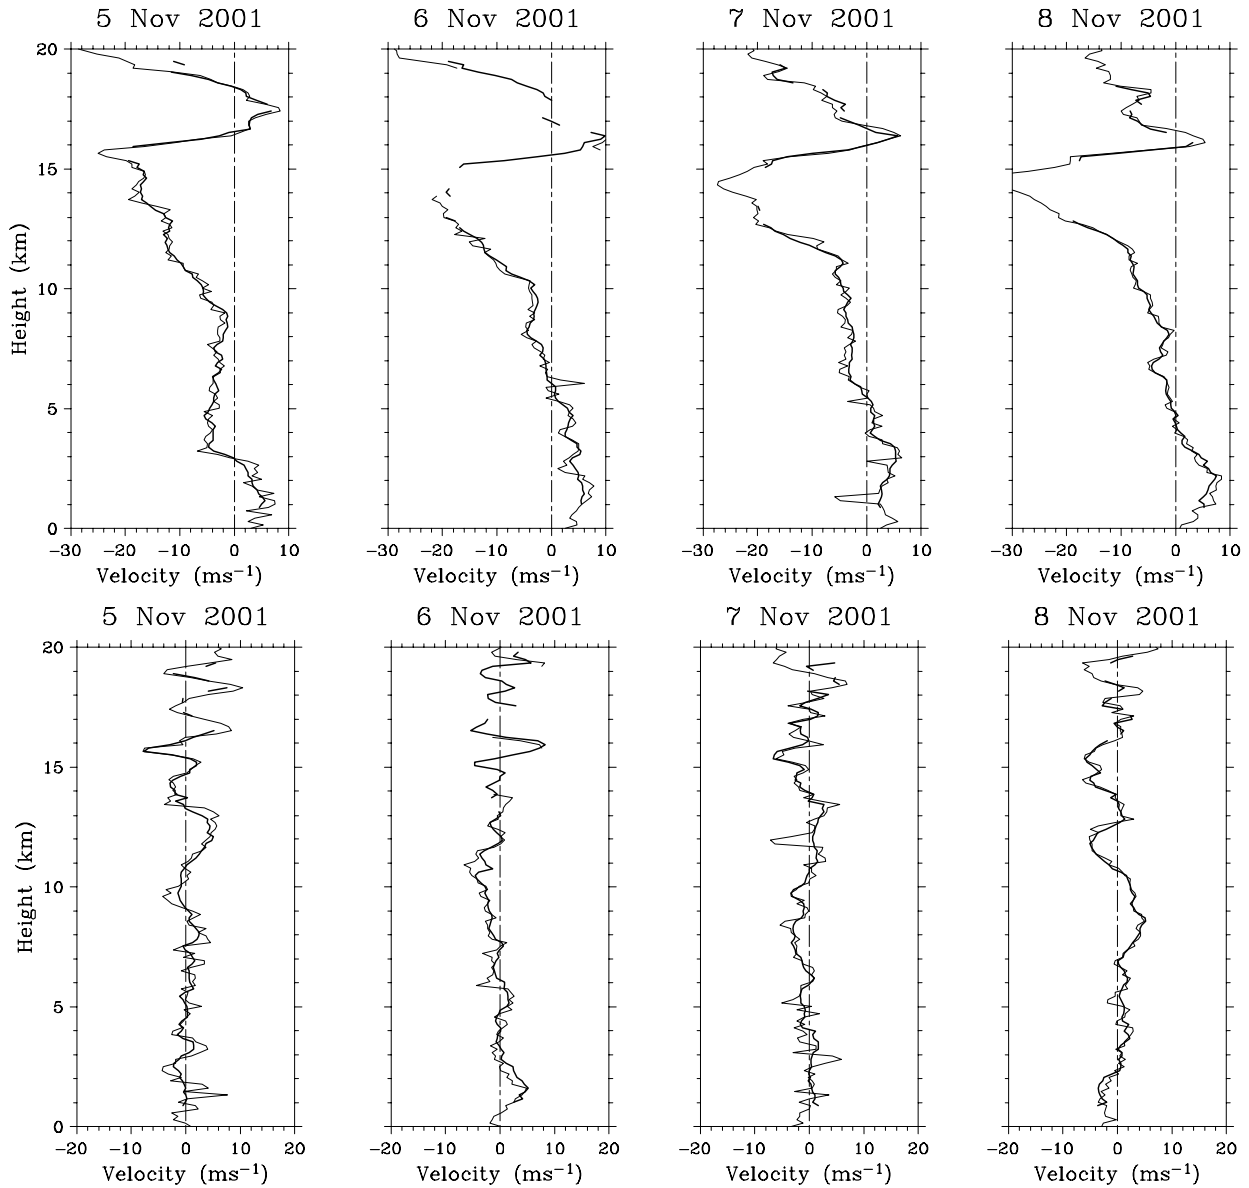 5 Nov 2001 6 Nov 2001 7 Nov 2001 8 Nov 2001
20
15
10
5
0
Height (km)
−30 −20 −10 0 10 −30 −20 −10 0 10 −30 −20 −10 0 10 −30 −20 −10 0 10
Velocity (ms⁻¹) Velocity (ms⁻¹) Velocity (ms⁻¹) Velocity (ms⁻¹)
5 Nov 2001 6 Nov 2001 7 Nov 2001 8 Nov 2001
20
15
10
5
0
Height (km)
−20 −10 0 10 20 −20 −10 0 10 20 −20 −10 0 10 20 −20 −10 0 10 20
Velocity (ms⁻¹) Velocity (ms⁻¹) Velocity (ms⁻¹) Velocity (ms⁻¹)